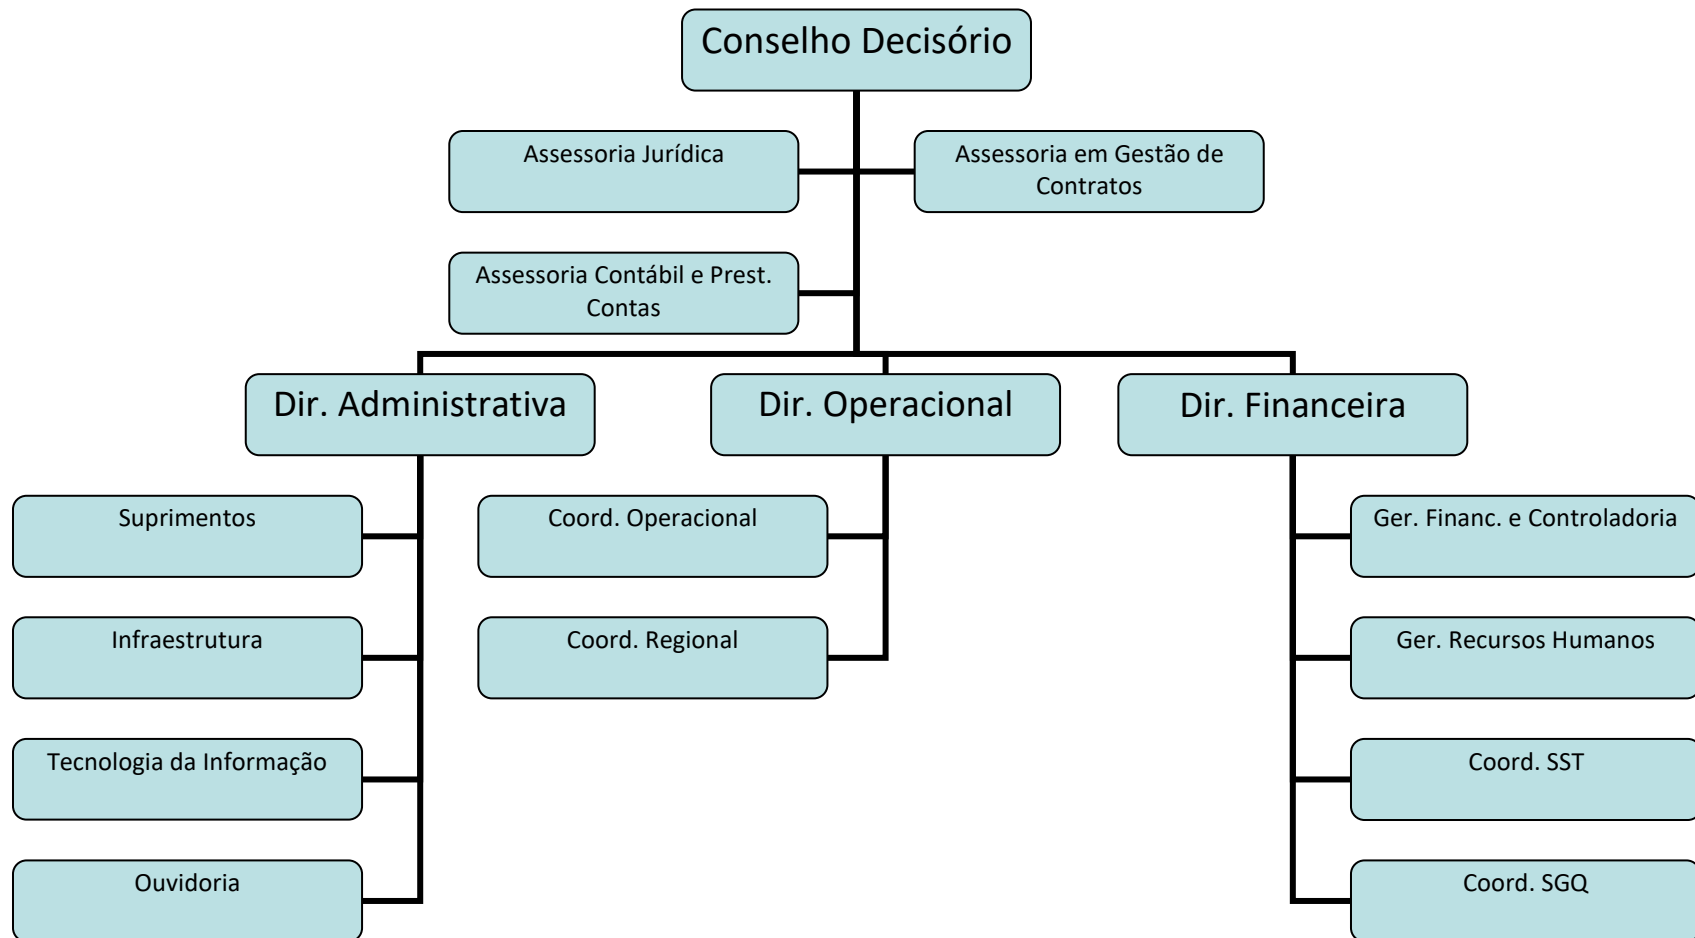 Conselho Decisório
Assessoria Jurídica
Assessoria em Gestão de
Contratos
Assessoria Contábil e Prest.
Contas
Dir. Administrativa
Dir. Operacional
Dir. Financeira
Suprimentos
Coord. Operacional
Ger. Financ. e Controladoria
Infraestrutura
Coord. Regional
Ger. Recursos Humanos
Tecnologia da Informação
Coord. SST
Ouvidoria
Coord. SGQ